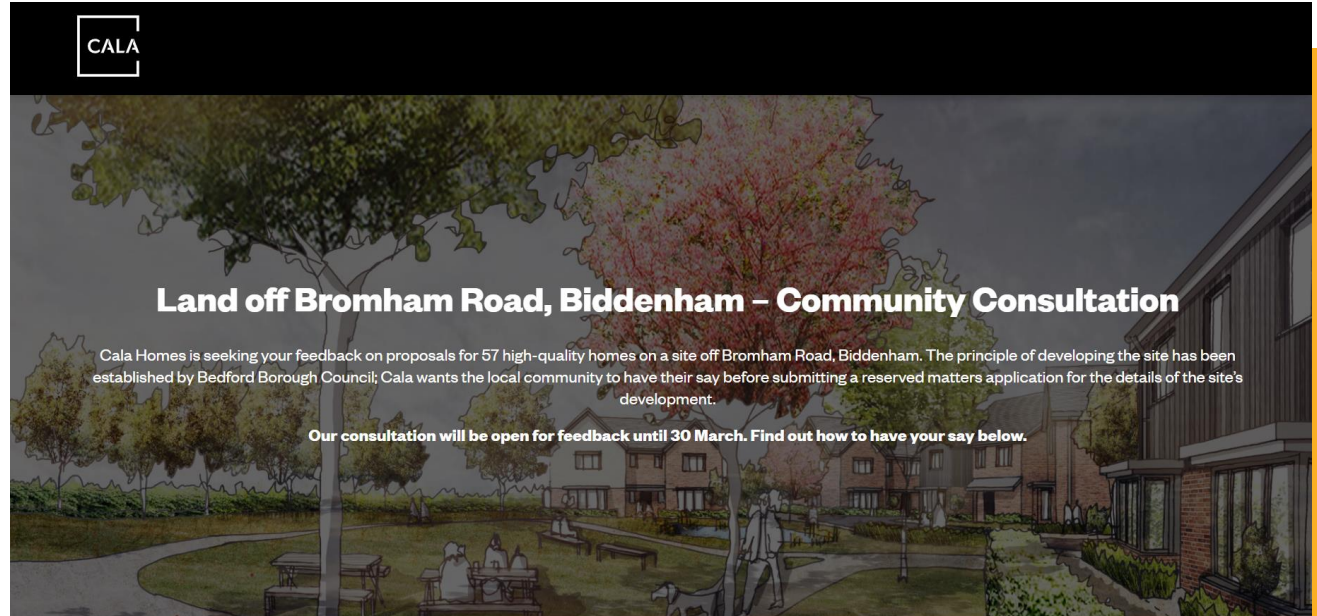 CALA
Land off Bromham Road, Biddenham – Community Consultation
Cala Homes is seeking your feedback on proposals for 57 high-quality homes on a site off Bromham Road, Biddenham. The principle of developing the site has been
established by Bedford Borough Council; Cala wants the local community to have their say before submitting a reserved matters application for the details of the site's
development.
Our consultation will be open for feedback until 30 March. Find out how to have your say below.